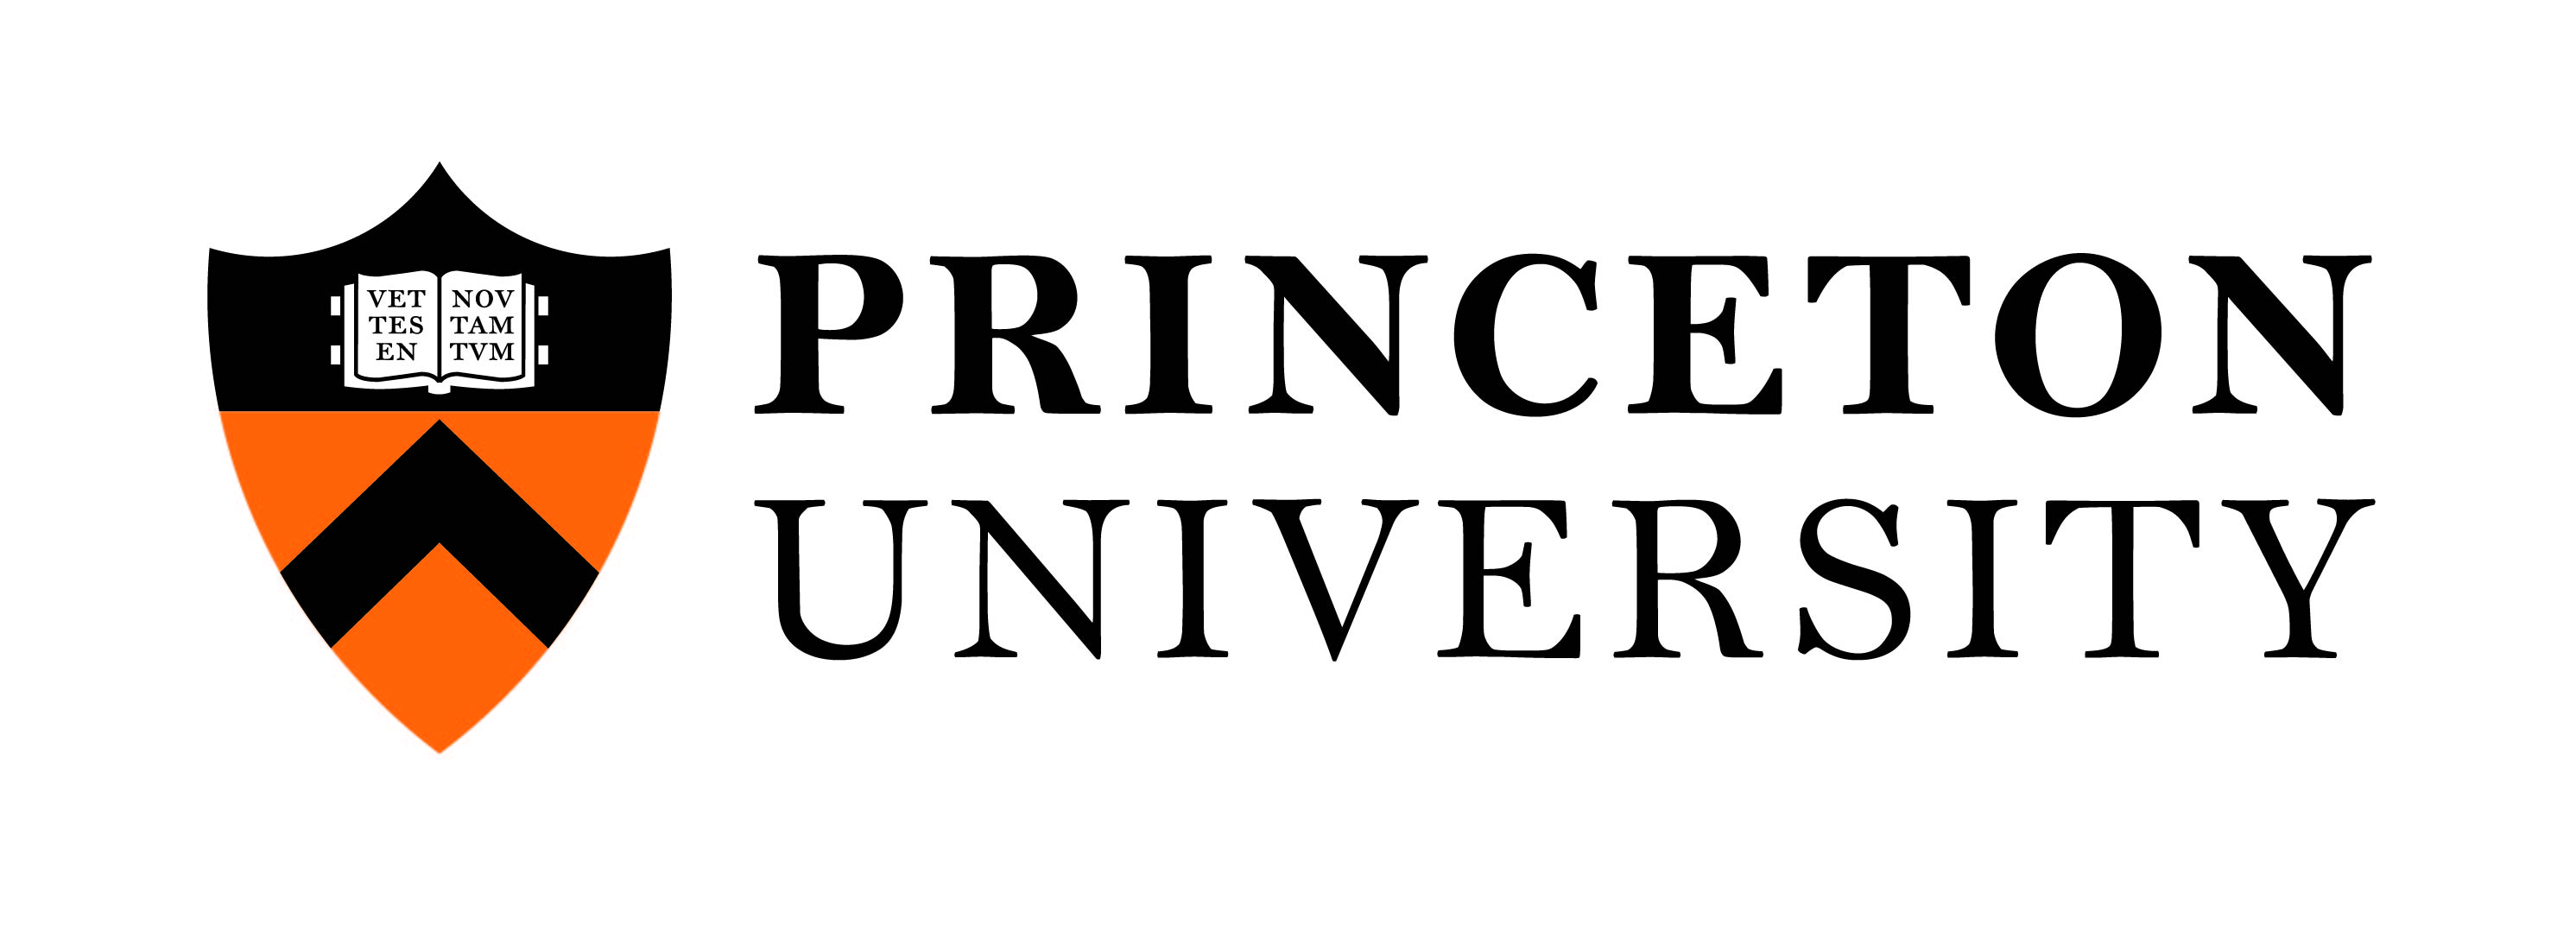 VET NOV
TES TAM
EN TVM
PRINCETON
UNIVERSITY